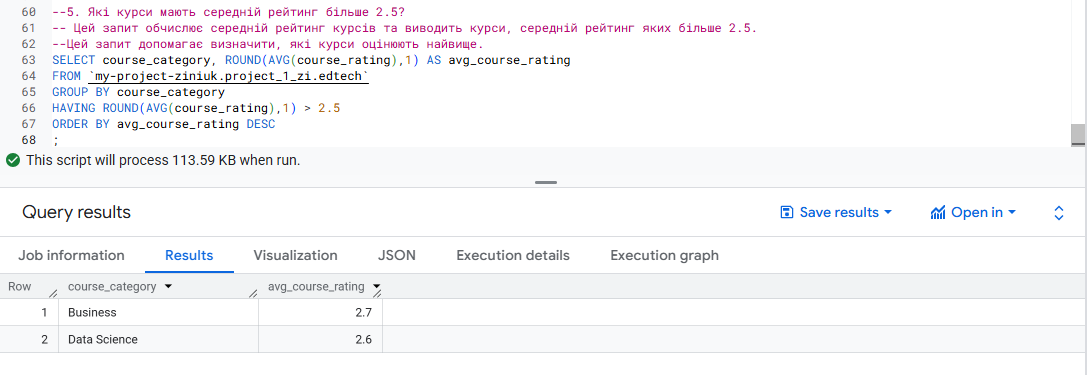 60 --5. Які курси мають середній рейтинг більше 2.5?
61 -- Цей запит обчислює середній рейтинг курсів та виводить курси, середній рейтинг яких більше 2.5.
62 --Цей запит допомагає визначити, які курси оцінюють найвище.
63 SELECT course_category, ROUND(AVG(course_rating),1) AS avg_course_rating
64 FROM `my-project-ziniuk.project_1_zi.edtech`
65 GROUP BY course_category
66 HAVING ROUND(AVG(course_rating),1) > 2.5
67 ORDER BY avg_course_rating DESC
68 ;
This script will process 113.59 KB when run.
Query results Save results Open in
Job information Results Visualization JSON Execution details Execution graph
Row course_category avg_course_rating
1 Business 2.7
2 Data Science 2.6